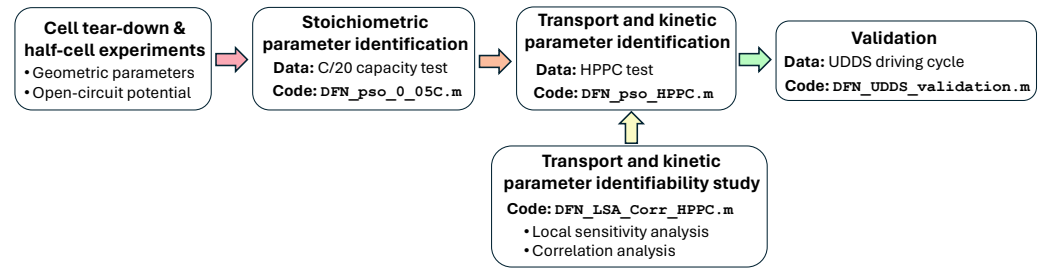 Cell tear-down &
half-cell experiments
• Geometric parameters
• Open-circuit potential
Stoichiometric
parameter identification
Data: C/20 capacity test
Code: DFN_pso_0_05C.m
Transport and kinetic
parameter identification
Data: HPPC test
Code: DFN_pso_HPPC.m
Validation
Data: UDDS driving cycle
Code: DFN_UDDS_validation.m
Transport and kinetic
parameter identifiability study
Code: DFN_LSA_Corr_HPPC.m
• Local sensitivity analysis
• Correlation analysis